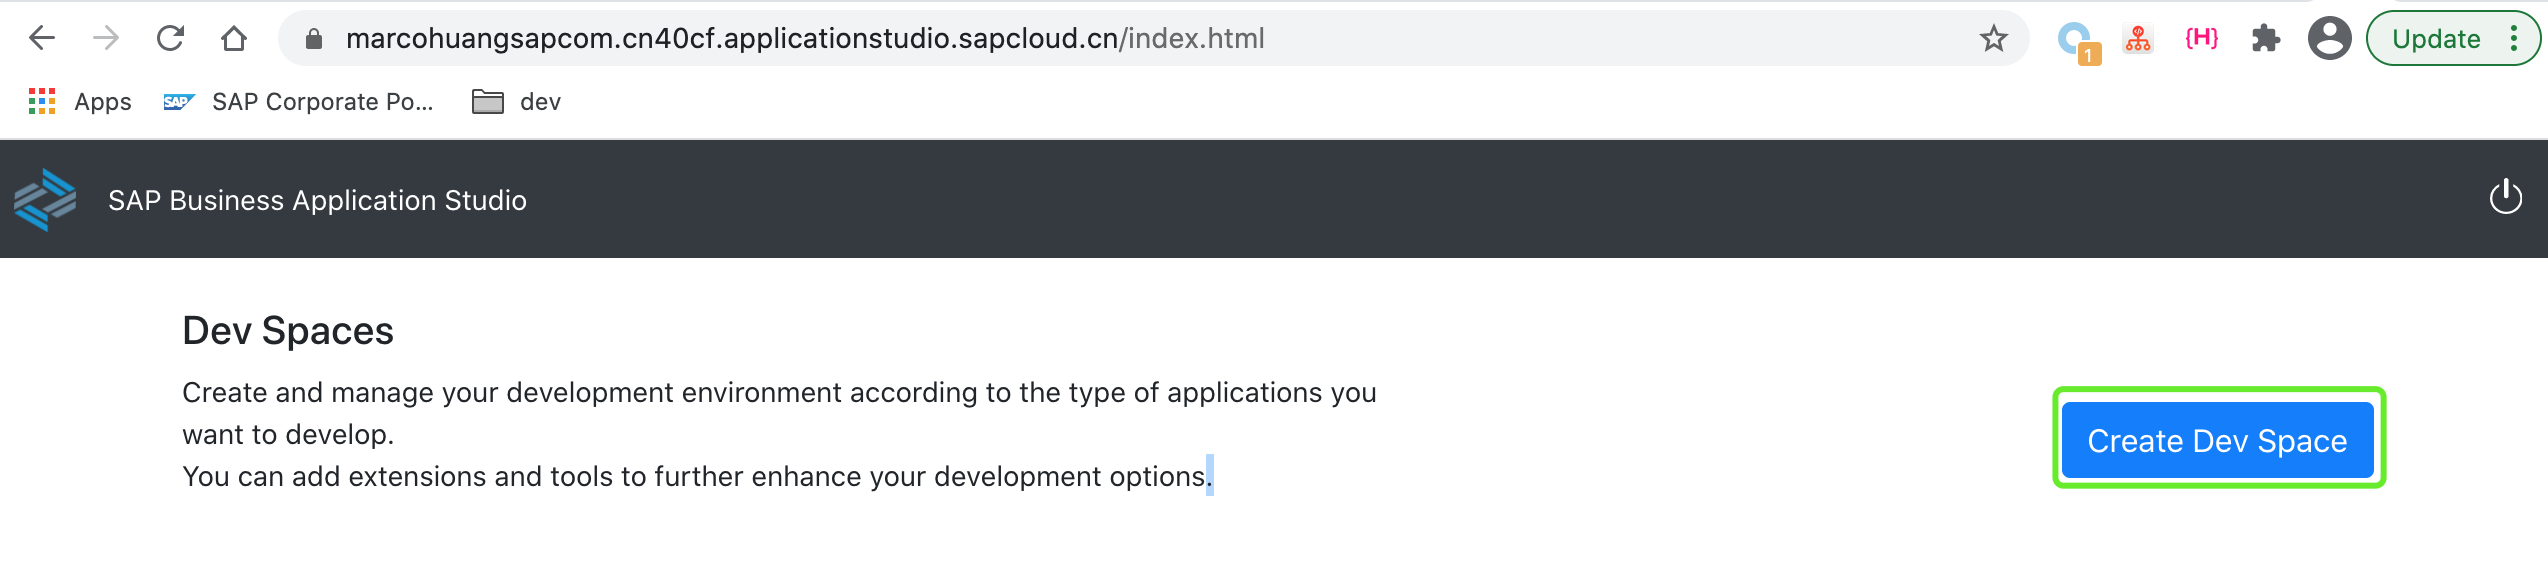 marcohuangsapcom.cn40cf.applicationstudio.sapcloud.cn/index.html
1
{H}
Update
Apps
SAP
SAP Corporate Po...
dev
SAP Business Application Studio
Dev Spaces
Create and manage your development environment according to the type of applications you
want to develop.
You can add extensions and tools to further enhance your development options.
Create Dev Space